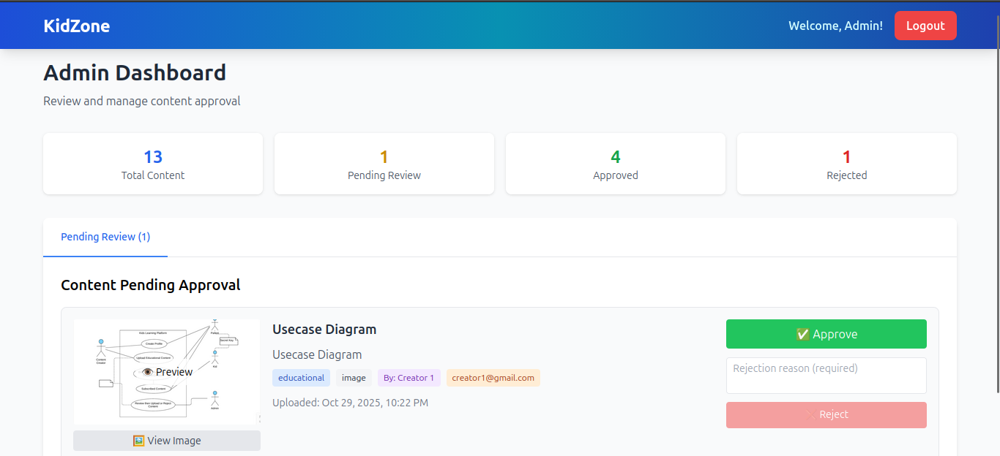 KidZone
Welcome, Admin!
Logout
Admin Dashboard
Review and manage content approval
13
Total Content
1
Pending Review
4
Approved
1
Rejected
Pending Review (1)
Content Pending Approval
Kids Learning Platform
Create Profile
Upload Educational Content
Subscribed Content
Review then Upload or Reject
Content
Content
Creator
Parent
Secret Key
Kid
Admin
👁️ Preview
🖼️ View Image
Usecase Diagram
Usecase Diagram
educational
image
By: Creator 1
creator1@gmail.com
Uploaded: Oct 29, 2025, 10:22 PM
✅ Approve
Rejection reason (required)
❌ Reject